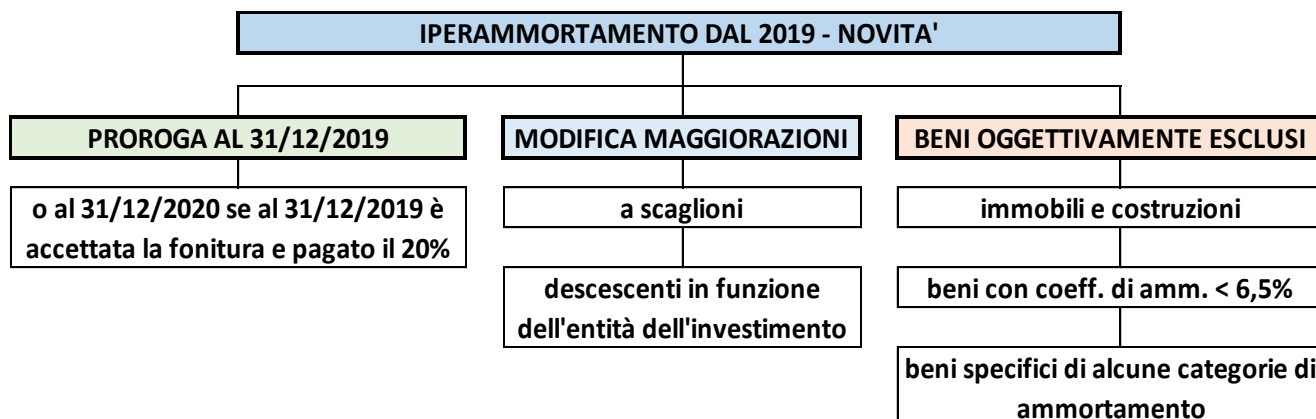 IPERAMMORTAMENTO DAL 2019 - NOVITA'
PROROGA AL 31/12/2019
o al 31/12/2020 se al 31/12/2019 è
accettata la fonitura e pagato il 20%
MODIFICA MAGGIORAZIONI
a scaglioni
descescenti in funzione
dell'entità dell'investimento
BENI OGGETTIVAMENTE ESCLUSI
immobili e costruzioni
beni con coeff. di amm. < 6,5%
beni specifici di alcune categorie di
ammortamento